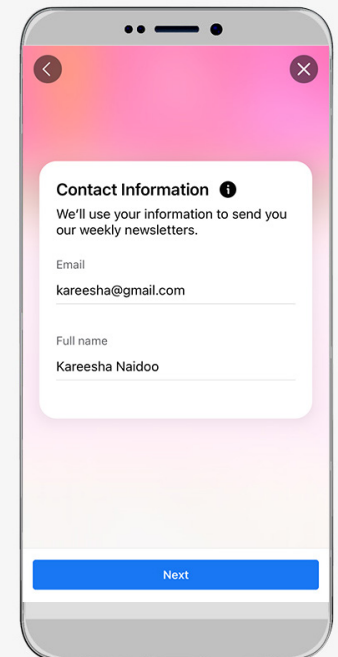 Contact Information
We'll use your information to send you
our weekly newsletters.
Email
kareesha@gmail.com
Full name
Kareesha Naidoo
Next